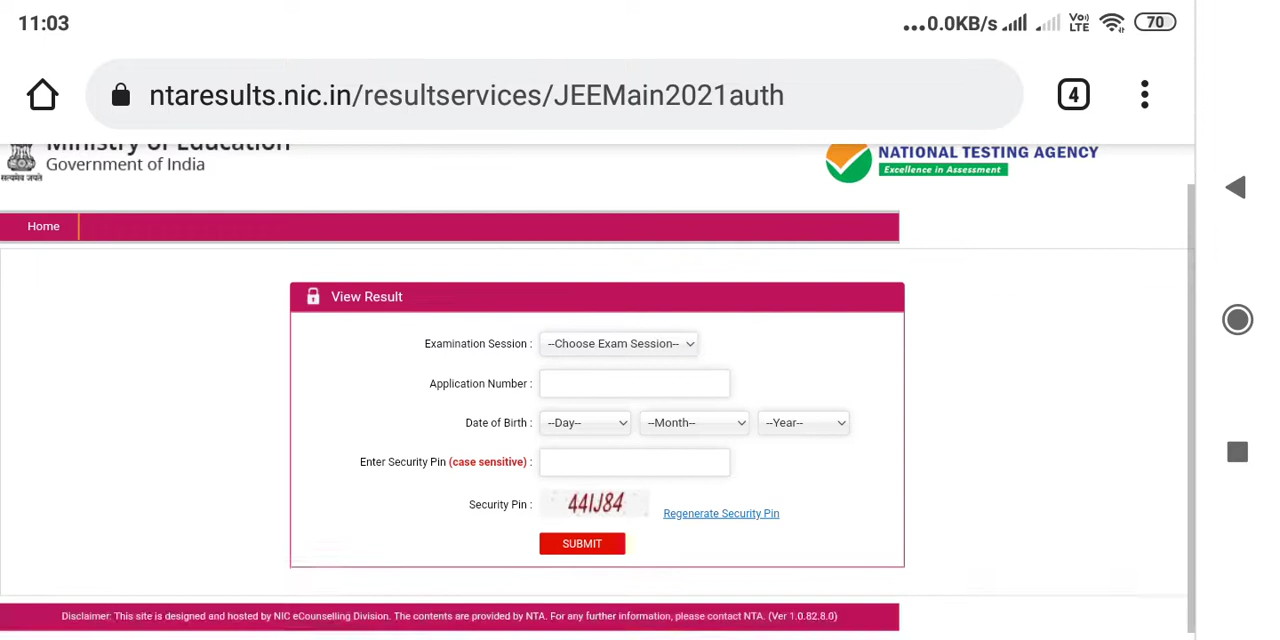 11:03
...0.0KB/s Vo)) LTE 70
ntaresults.nic.in/resultservices/JEEMain2021auth
4
Ministry of Education
Government of India
सत्यमेव जयते
NATIONAL TESTING AGENCY
Excellence in Assessment
Home
View Result
Examination Session : --Choose Exam Session--
Application Number :
Date of Birth : --Day-- --Month-- --Year--
Enter Security Pin (case sensitive) :
Security Pin : 44IJ84 Regenerate Security Pin
SUBMIT
Disclaimer: This site is designed and hosted by NIC eCounselling Division. The contents are provided by NTA. For any further information, please contact NTA. (Ver 1.0.82.8.0)